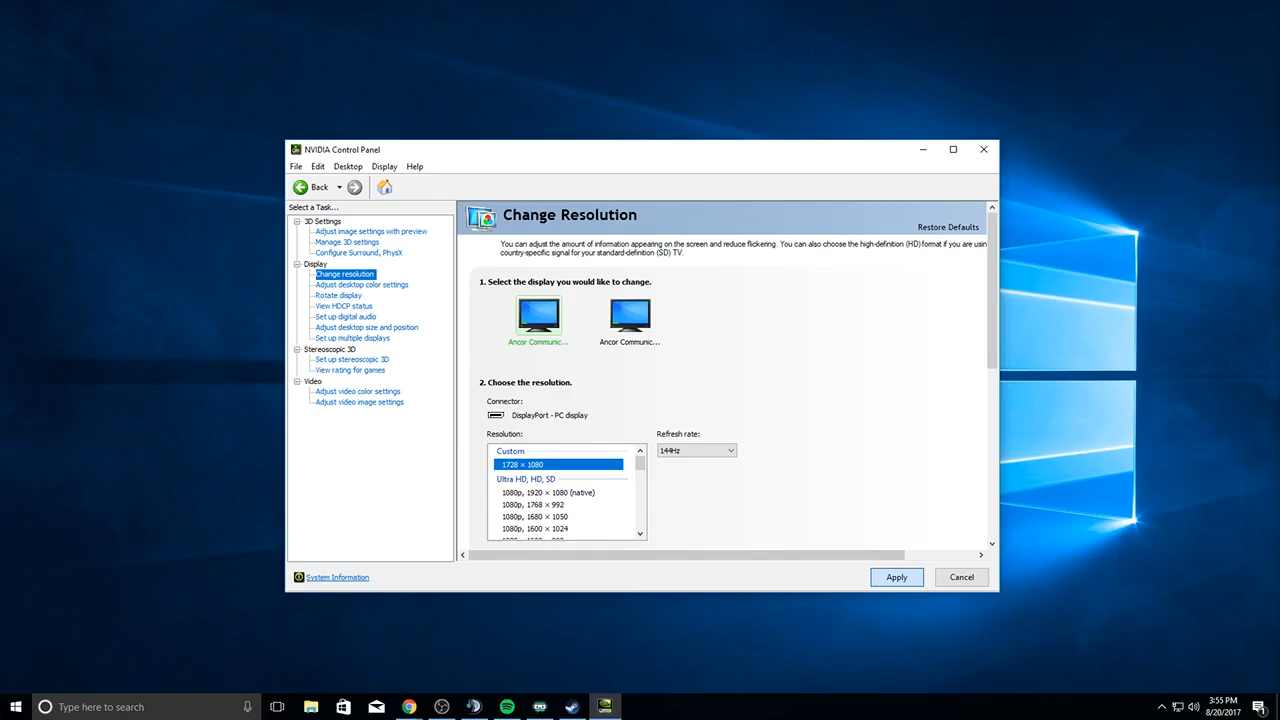 NVIDIA Control Panel
File Edit Desktop Display Help
Back
Select a Task...
3D Settings
Adjust image settings with preview
Manage 3D settings
Configure Surround, PhysX
Display
Change resolution
Adjust desktop color settings
Rotate display
View HDCP status
Set up digital audio
Adjust desktop size and position
Set up multiple displays
Stereoscopic 3D
Set up stereoscopic 3D
View rating for games
Video
Adjust video color settings
Adjust video image settings
System Information
Change Resolution
Restore Defaults
You can adjust the amount of information appearing on the screen and reduce flickering. You can also choose the high-definition (HD) format if you are using
country-specific signal for your standard-definition (SD) TV.
1. Select the display you would like to change.
Ancor Communic... Ancor Communic...
2. Choose the resolution.
Connector:
DisplayPort - PC display
Resolution: Refresh rate:
Custom 144Hz
1728 × 1080
Ultra HD, HD, SD
1080p, 1920 × 1080 (native)
1080p, 1768 × 992
1080p, 1680 × 1050
1080p, 1600 × 1024
Apply Cancel
Type here to search
3:55 PM
8/20/2017